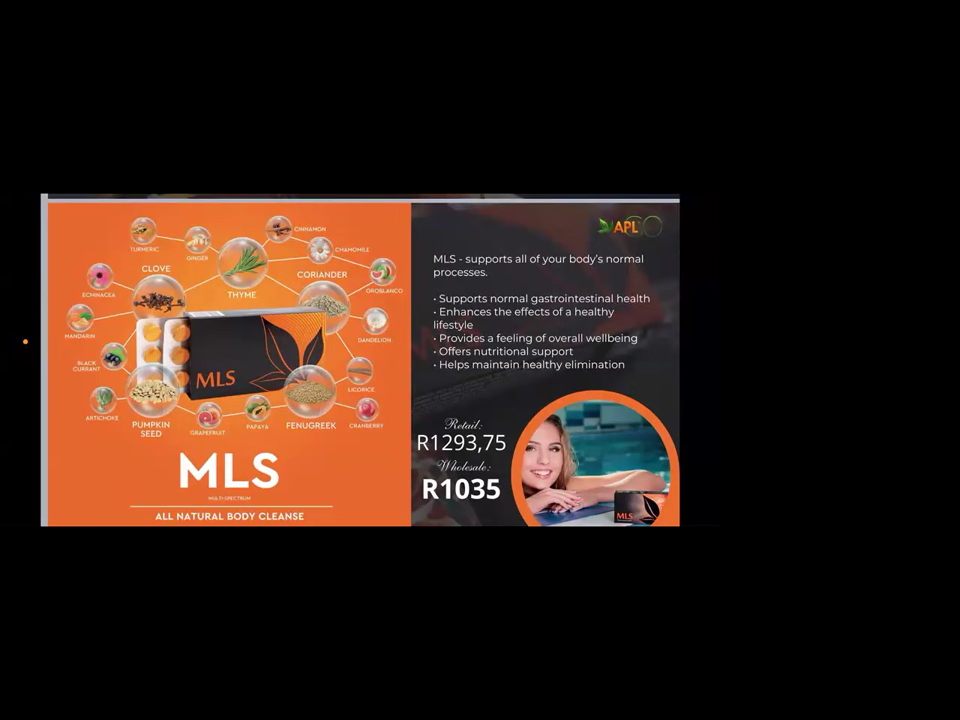 TURMERIC
GINGER
CINNAMON
CHAMOMILE
CLOVE
THYME
CORIANDER
OROBLANCO
ECHINACEA
MANDARIN
DANDELION
BLACK
CURRANT
LICORICE
ARTICHOKE
PUMPKIN
SEED
GRAPEFRUIT
PAPAYA
FENUGREEK
CRANBERRY
MLS
MLS
MULTI SPECTRUM
ALL NATURAL BODY CLEANSE
APL GO
MLS - supports all of your body's normal
processes.
• Supports normal gastrointestinal health
• Enhances the effects of a healthy
lifestyle
• Provides a feeling of overall wellbeing
• Offers nutritional support
• Helps maintain healthy elimination
Retail:
R1293,75
Wholesale:
R1035
MLS